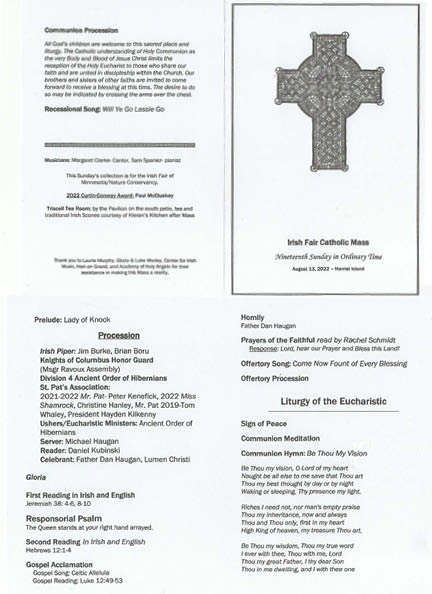 Communion Procession
All God's children are welcome to this sacred place and
liturgy. The Catholic understanding of Holy Communion as
the very Body and Blood of Jesus Christ limits the
reception of the Holy Eucharist to those who share our
faith and are united in discipleship within the Church. Our
brothers and sisters of other faiths are invited to come
forward to receive a blessing at this time. The desire to do
so may be indicated by crossing the arms over the chest.
Recessional Song: Will Ye Go Lassie Go
Musicians: Margaret Clarke- Cantor, Sam Spanier- pianist
This Sunday's collection is for the Irish Fair of
Minnesota/Nature Conservancy.
2022 Curtin-Conway Award: Paul McCluskey
Triscell Tea Room: by the Pavilion on the south patio, tea and
traditional Irish Scones courtesy of Kieran's Kitchen after Mass
Thank you to Laurie Murphy, Gloria & Luke Worley, Center for Irish
Music, Irish on Grand, and Academy of Holy Angels for their
assistance in making this Mass a reality.
Irish Fair Catholic Mass
Nineteenth Sunday in Ordinary Time
August 13, 2022 – Harriet Island
Prelude: Lady of Knock
Procession
Irish Piper: Jim Burke, Brian Boru
Knights of Columbus Honor Guard
(Msgr Ravoux Assembly)
Division 4 Ancient Order of Hibernians
St. Pat's Association:
2021-2022 Mr. Pat- Peter Kenefick, 2022 Miss
Shamrock, Christine Hanley, Mr. Pat 2019-Tom
Whaley, President Hayden Kilkenny
Ushers/Eucharistic Ministers: Ancient Order of
Hibernians
Server: Michael Haugan
Reader: Daniel Kubinski
Celebrant: Father Dan Haugan, Lumen Christi
Gloria
First Reading in Irish and English
Jeremiah 38: 4-6, 8-10
Responsorial Psalm
The Queen stands at your right hand arrayed.
Second Reading In Irish and English
Hebrews 12:1-4
Gospel Acclamation
Gospel Song: Celtic Alleluia
Gospel Reading: Luke 12:49-53
Homily
Father Dan Haugan
Prayers of the Faithful read by Rachel Schmidt
Response: Lord, hear our Prayer and Bless this Land!
Offertory Song: Come Now Fount of Every Blessing
Offertory Procession
Liturgy of the Eucharistic
Sign of Peace
Communion Meditation
Communion Hymn: Be Thou My Vision
Be Thou my vision, O Lord of my heart
Naught be all else to me save that Thou art
Thou my best thought by day or by night
Waking or sleeping, Thy presence my light.
Riches I need not, nor man's empty praise
Thou my inheritance, now and always
Thou and Thou only, first in my heart
High King of heaven, my treasure Thou art.
Be Thou my wisdom, Thou my true word
I ever with thee, Thou with me, Lord
Thou my great Father, I thy dear Son
Thou in me dwelling, and I with thee one